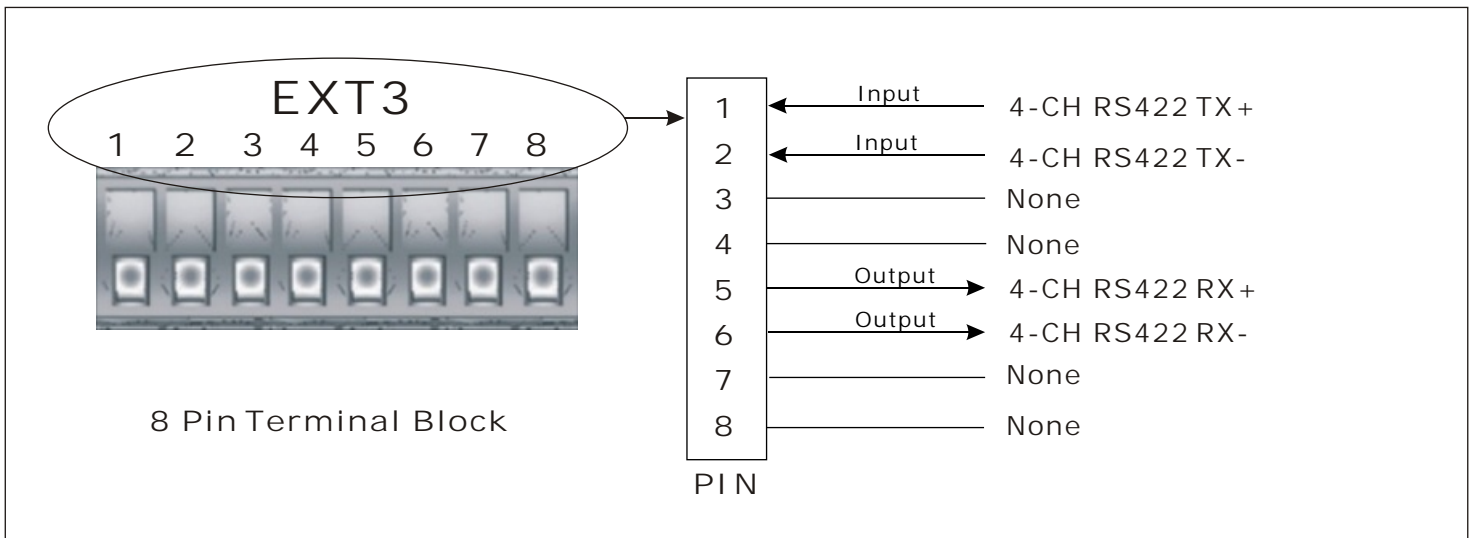 EXT3
1 2 3 4 5 6 7 8
8 Pin Terminal Block
1 Input 4-CH RS422 TX+
2 Input 4-CH RS422 TX-
3 None
4 None
5 Output 4-CH RS422 RX+
6 Output 4-CH RS422 RX-
7 None
8 None
PIN